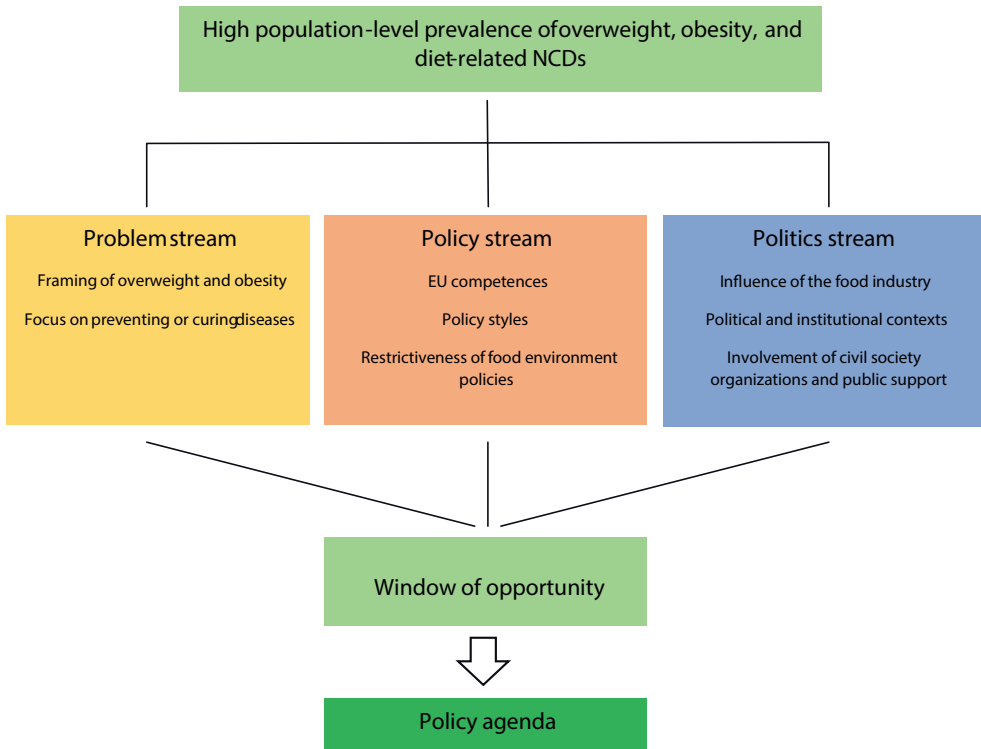 High population-level prevalence of overweight, obesity, and
diet-related NCDs
Problem stream
Framing of overweight and obesity
Focus on preventing or curing diseases
Policy stream
EU competences
Policy styles
Restrictiveness of food environment
policies
Politics stream
Influence of the food industry
Political and institutional contexts
Involvement of civil society
organizations and public support
Window of opportunity
Policy agenda